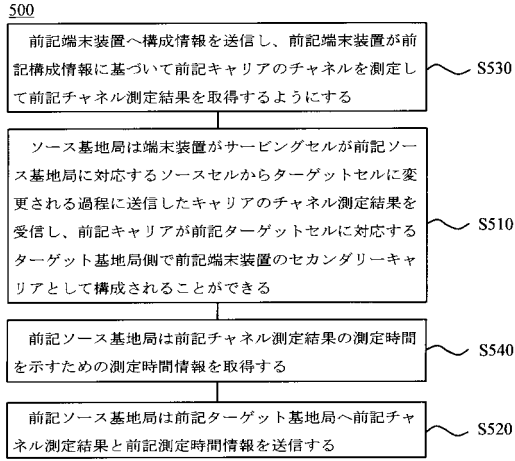 500
前記端末装置へ構成情報を送信し、前記端末装置が前
記構成情報に基づいて前記キャリアのチャネルを測定し
て前記チャネル測定結果を取得するようにする
S530
ソース基地局は端末装置がサービングセルが前記ソー
ス基地局に対応するソースセルからターゲットセルに変
更される過程に送信したキャリアのチャネル測定結果を
受信し、前記キャリアが前記ターゲットセルに対応する
ターゲット基地局側で前記端末装置のセカンダリーキャ
リアとして構成されることができる
S510
前記ソース基地局は前記チャネル測定結果の測定時間
を示すための測定時間情報を取得する
S540
前記ソース基地局は前記ターゲット基地局へ前記チャ
ネル測定結果と前記測定時間情報を送信する
S520